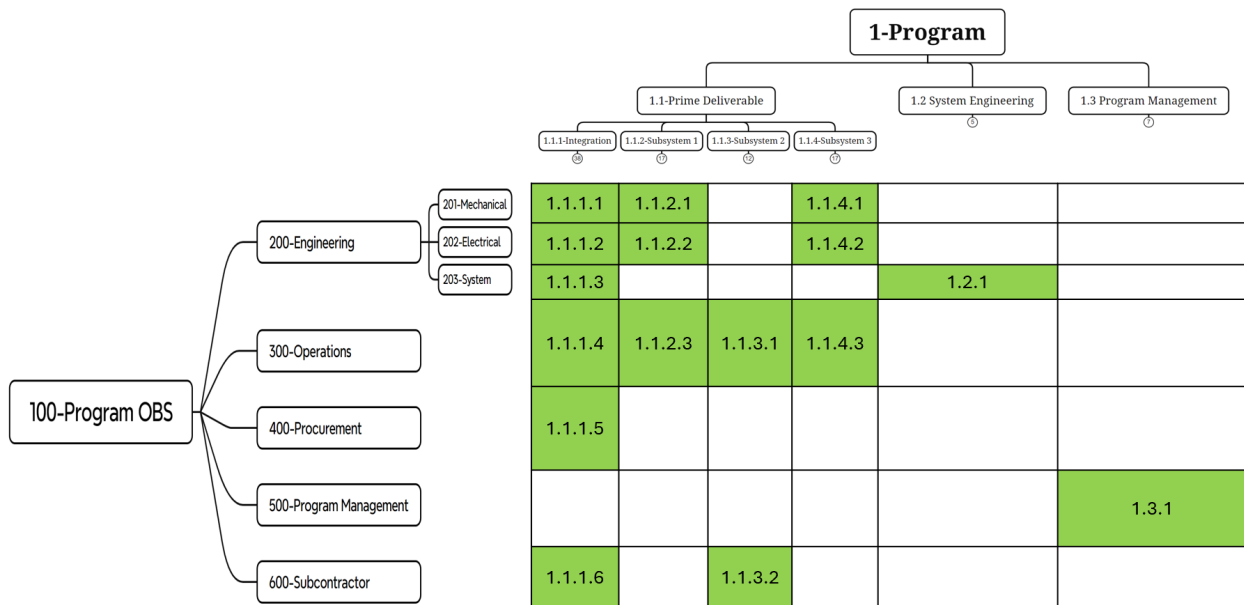 1-Program
1.1-Prime Deliverable
1.2 System Engineering
1.3 Program Management
5
7
1.1.1-Integration
1.1.2-Subsystem 1
1.1.3-Subsystem 2
1.1.4-Subsystem 3
38
17
12
17
100-Program OBS
200-Engineering
201-Mechanical
1.1.1.1
1.1.2.1
1.1.4.1
202-Electrical
1.1.1.2
1.1.2.2
1.1.4.2
203-System
1.1.1.3
1.2.1
300-Operations
1.1.1.4
1.1.2.3
1.1.3.1
1.1.4.3
400-Procurement
1.1.1.5
500-Program Management
1.3.1
600-Subcontractor
1.1.1.6
1.1.3.2